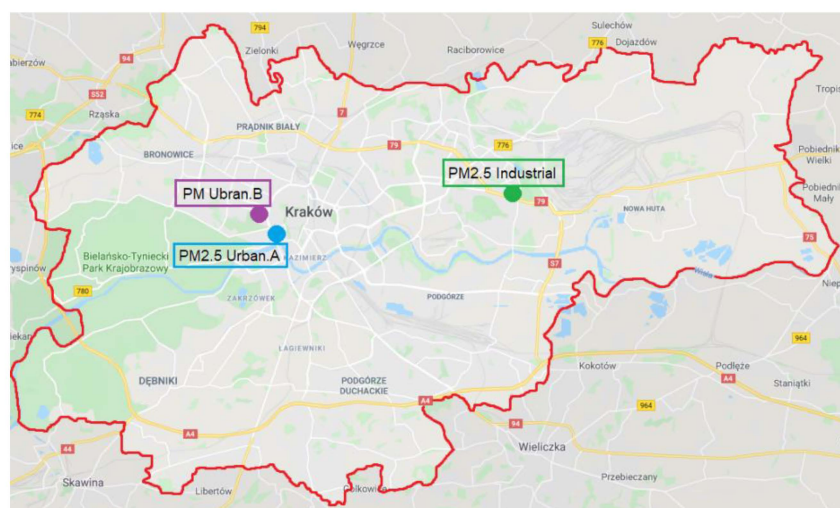 794
Zielonki
Węgrzce
Raciborowice
Sulechów
776
Dojazdów
94
S52
Rząska
774
7
PRĄDNIK BIAŁY
79
776
Tropis
BRONOWICE
Pobiednik
Wielki
PM Ubran.B
PM2.5 Industrial
Kraków
79
NOWA HUTA
Pobiednik
Mały
75
PM2.5 Urban.A
KAZIMIERZ
Bielańsko-Tyniecki
Park Krajobrazowy
S7
Wisła
780
ZAKRZÓWEK
PODGÓRZE
964
ŁAGIEWNIKI
Kokotów
Podłęże
A4
Staniątki
DĘBNIKI
PODGÓRZE
DUCHACKIE
A4
964
94
A4
44
Wieliczka
Skawina
Libertów
Golkowice
Przebieczany